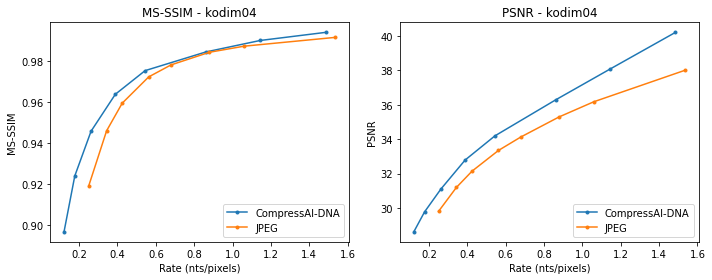 MS-SSIM - kodim04
MS-SSIM
0.98
0.96
0.94
0.92
0.90
0.2 0.4 0.6 0.8 1.0 1.2 1.4 1.6
Rate (nts/pixels)
CompressAI-DNA
JPEG
PSNR - kodim04
PSNR
40
38
36
34
32
30
0.2 0.4 0.6 0.8 1.0 1.2 1.4 1.6
Rate (nts/pixels)
CompressAI-DNA
JPEG